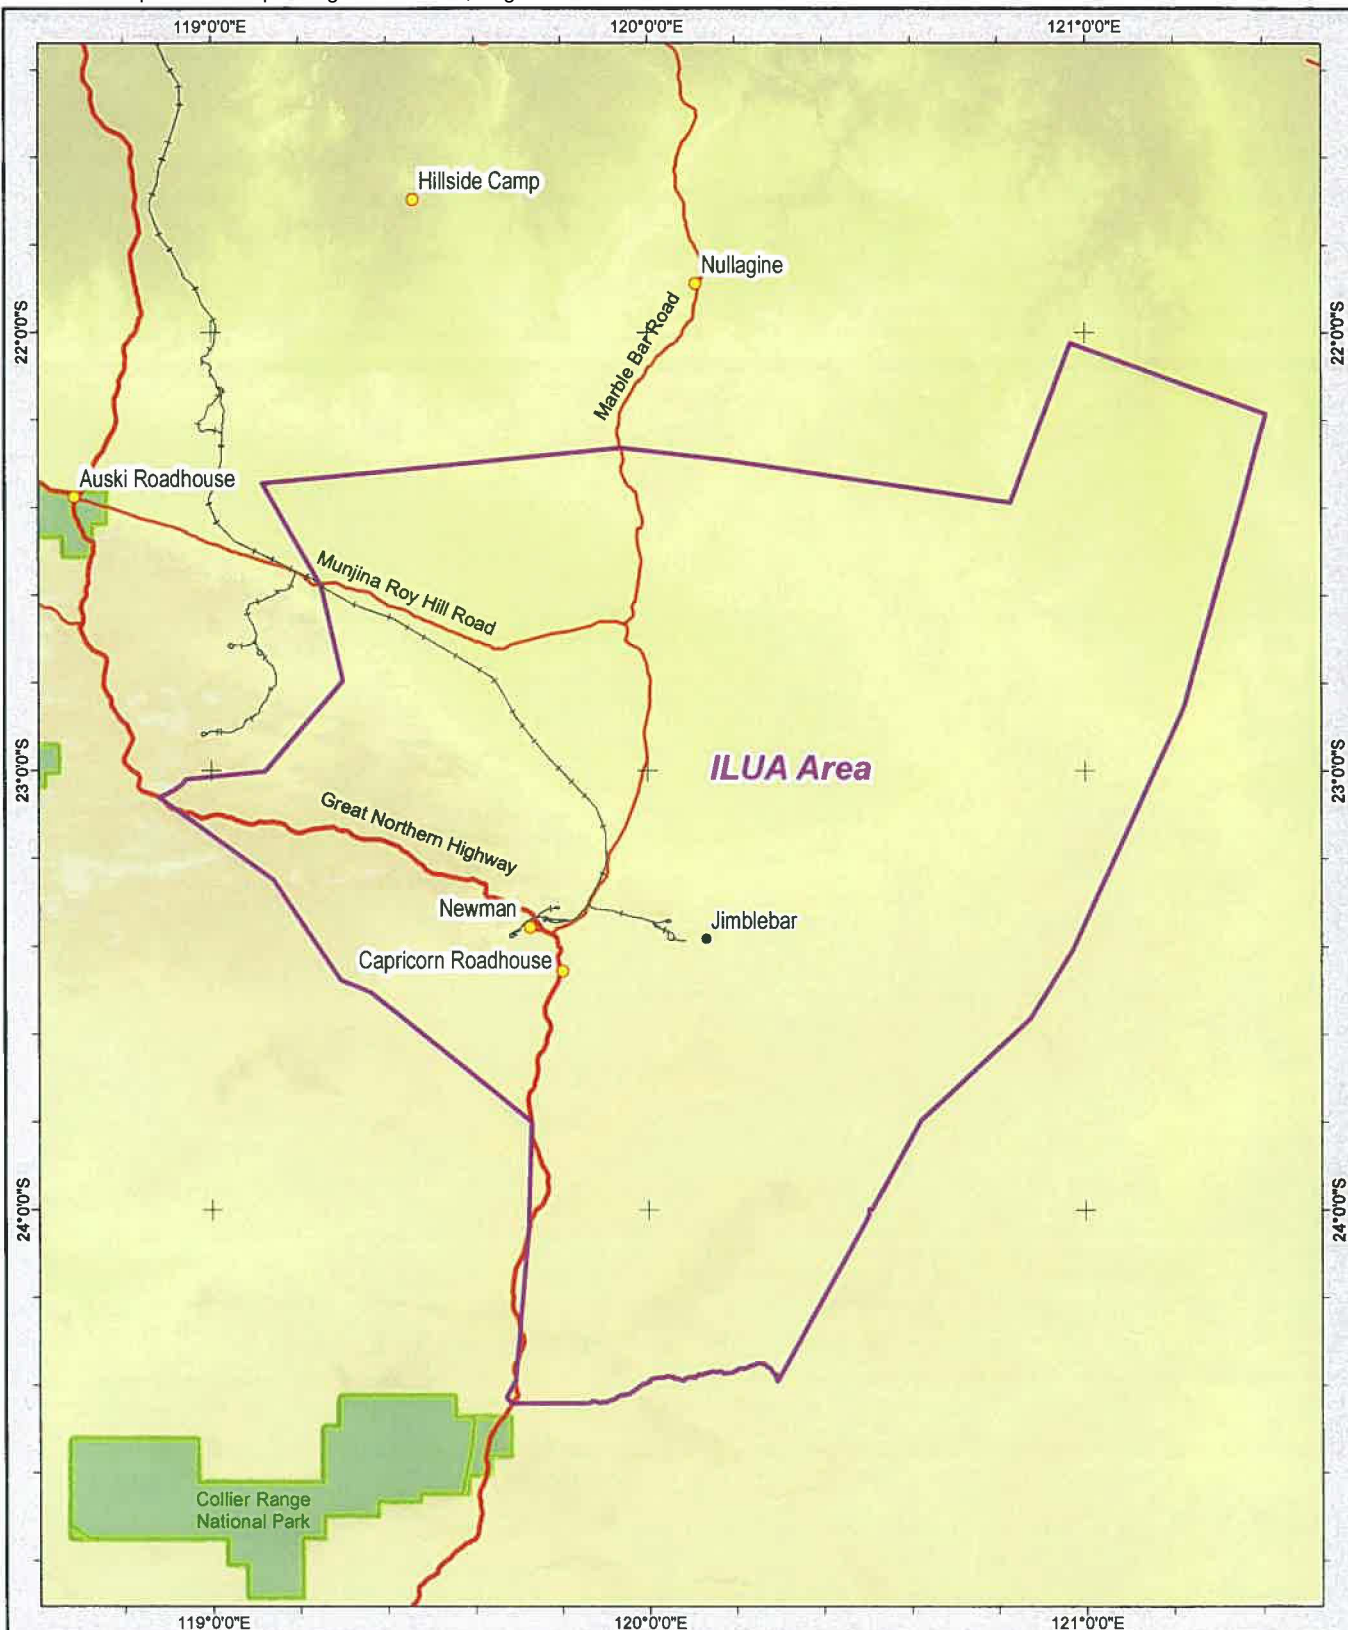 119°0'0"E
120°0'0"E
121°0'0"E
Hillside Camp
Nullagine
22°0'0"S
22°0'0"S
Marble Bar Road
Auski Roadhouse
Munjina Roy Hill Road
ILUA Area
23°0'0"S
23°0'0"S
Great Northern Highway
Newman
Jimblebar
Capricorn Roadhouse
24°0'0"S
24°0'0"S
Collier Range
National Park
119°0'0"E
120°0'0"E
121°0'0"E